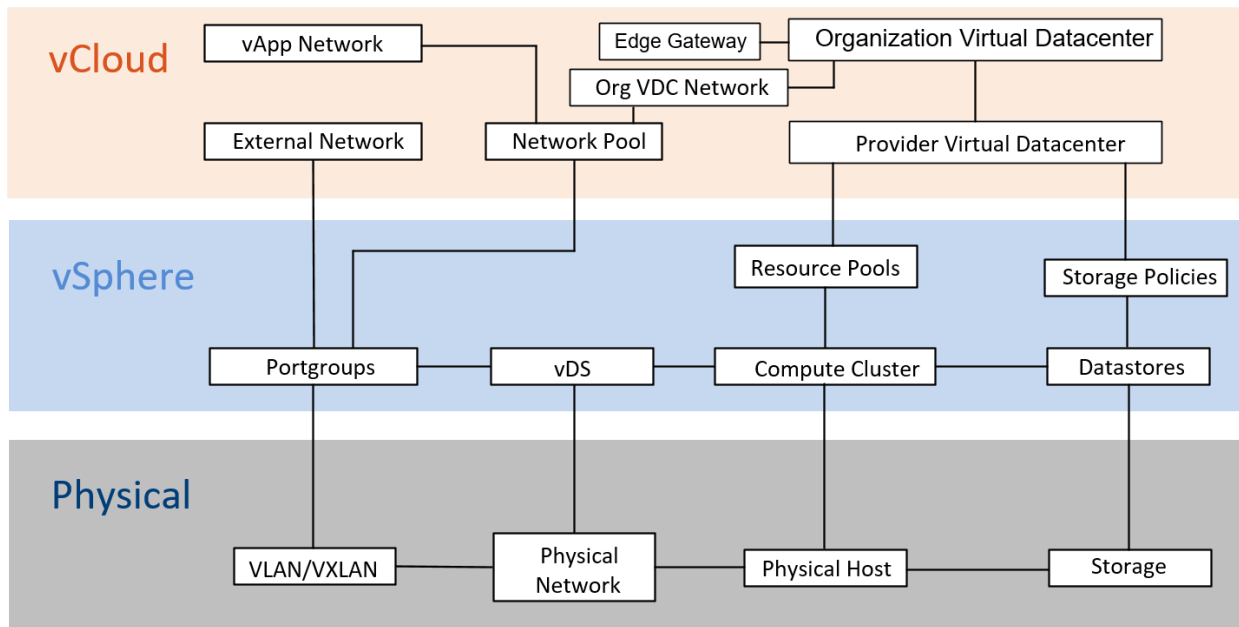 vCloud
vApp Network
Edge Gateway
Organization Virtual Datacenter
Org VDC Network
External Network
Network Pool
Provider Virtual Datacenter
vSphere
Resource Pools
Storage Policies
Portgroups
vDS
Compute Cluster
Datastores
Physical
VLAN/VXLAN
Physical
Network
Physical Host
Storage